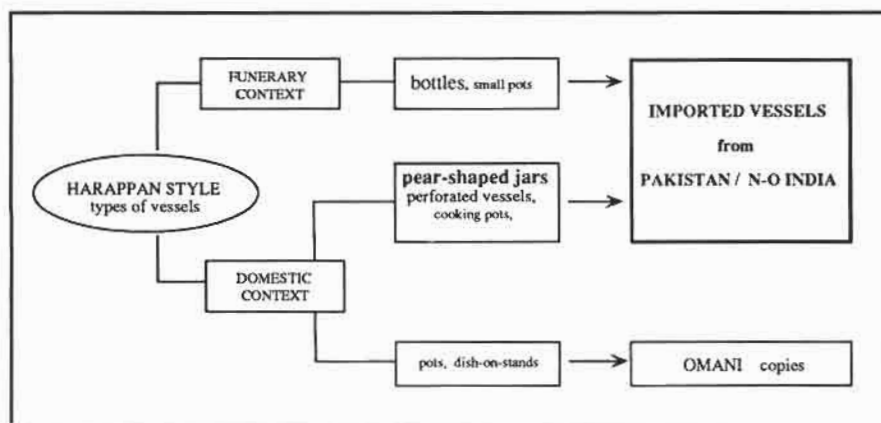 FUNERARY
CONTEXT
bottles, small pots
IMPORTED VESSELS
from
PAKISTAN / N-O INDIA
HARAPPAN STYLE
types of vessels
pear-shaped jars
perforated vessels,
cooking pots,
DOMESTIC
CONTEXT
pots, dish-on-stands
OMANI copies